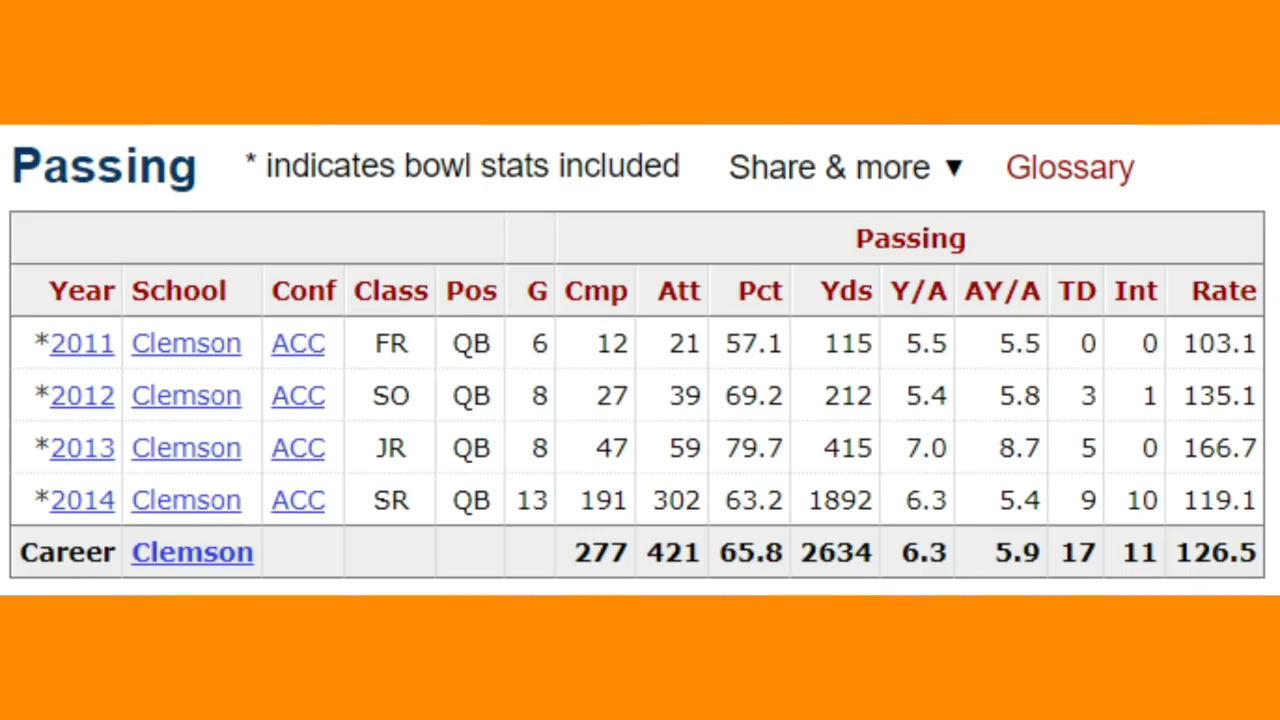 Passing * indicates bowl stats included Share & more ▼ Glossary
Passing
Year School Conf Class Pos G Cmp Att Pct Yds Y/A AY/A TD Int Rate
*2011 Clemson ACC FR QB 6 12 21 57.1 115 5.5 5.5 0 0 103.1
*2012 Clemson ACC SO QB 8 27 39 69.2 212 5.4 5.8 3 1 135.1
*2013 Clemson ACC JR QB 8 47 59 79.7 415 7.0 8.7 5 0 166.7
*2014 Clemson ACC SR QB 13 191 302 63.2 1892 6.3 5.4 9 10 119.1
Career Clemson 277 421 65.8 2634 6.3 5.9 17 11 126.5